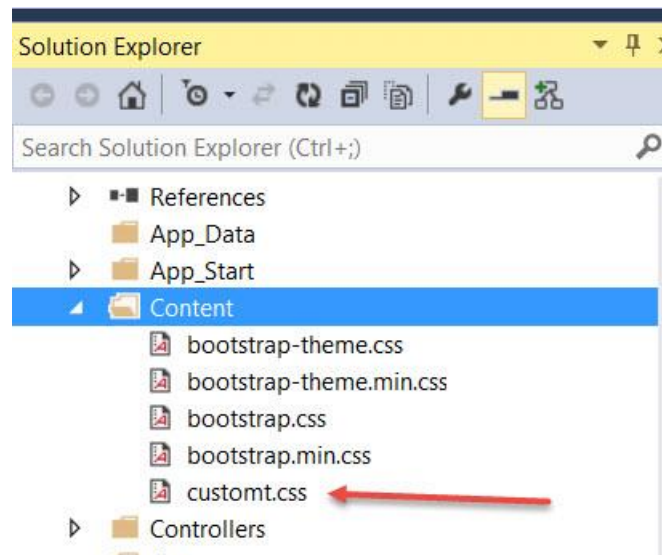 Solution Explorer
Search Solution Explorer (Ctrl+;)
References
App_Data
App_Start
Content
bootstrap-theme.css
bootstrap-theme.min.css
bootstrap.css
bootstrap.min.css
customt.css
Controllers